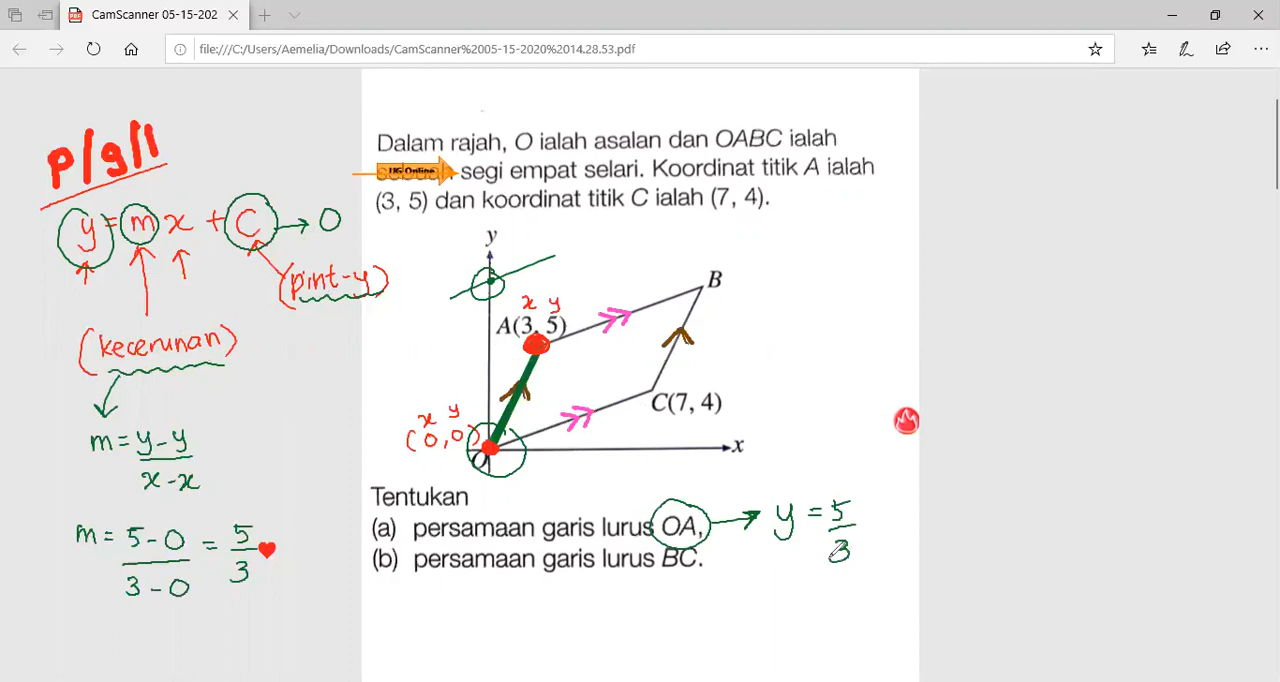 CamScanner 05-15-202
file:///C:/Users/Aemelia/Downloads/CamScanner%2005-15-2020%2014.28.53.pdf
p/g/l
y = mx + C → 0
(pint-y)
(kecerunan)
m = y - y
x - x
m = 5 - 0 = 5
3 - 0 3
Dalam rajah, O ialah asalan dan OABC ialah
segi empat selari. Koordinat titik A ialah
(3, 5) dan koordinat titik C ialah (7, 4).
y
B
x y
A(3, 5)
C(7, 4)
x y
(0,0)
O
x
Tentukan
(a) persamaan garis lurus OA, → y = 5
3
(b) persamaan garis lurus BC.